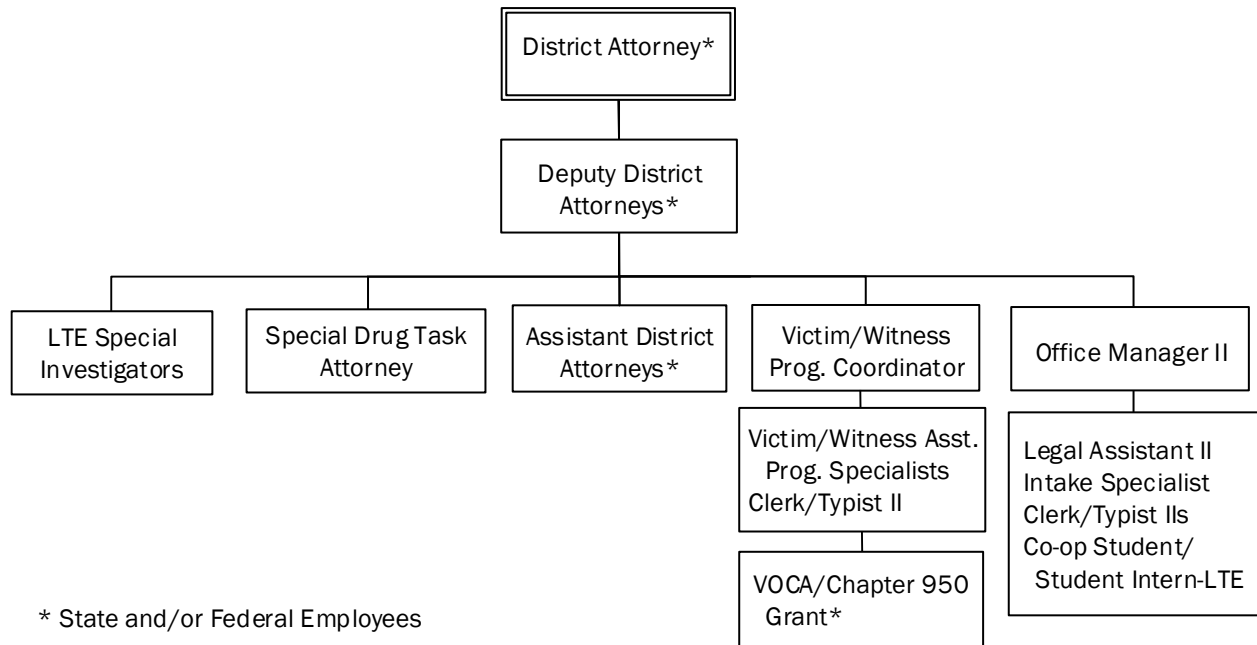 District Attorney*
Deputy District
Attorneys*
LTE Special
Investigators
Special Drug Task
Attorney
Assistant District
Attorneys*
Victim/Witness
Prog. Coordinator
Office Manager II
Victim/Witness Asst.
Prog. Specialists
Clerk/Typist II
Legal Assistant II
Intake Specialist
Clerk/Typist IIs
Co-op Student/
Student Intern-LTE
VOCA/Chapter 950
Grant*
* State and/or Federal Employees